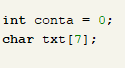 int conta = 0;
char txt[7];